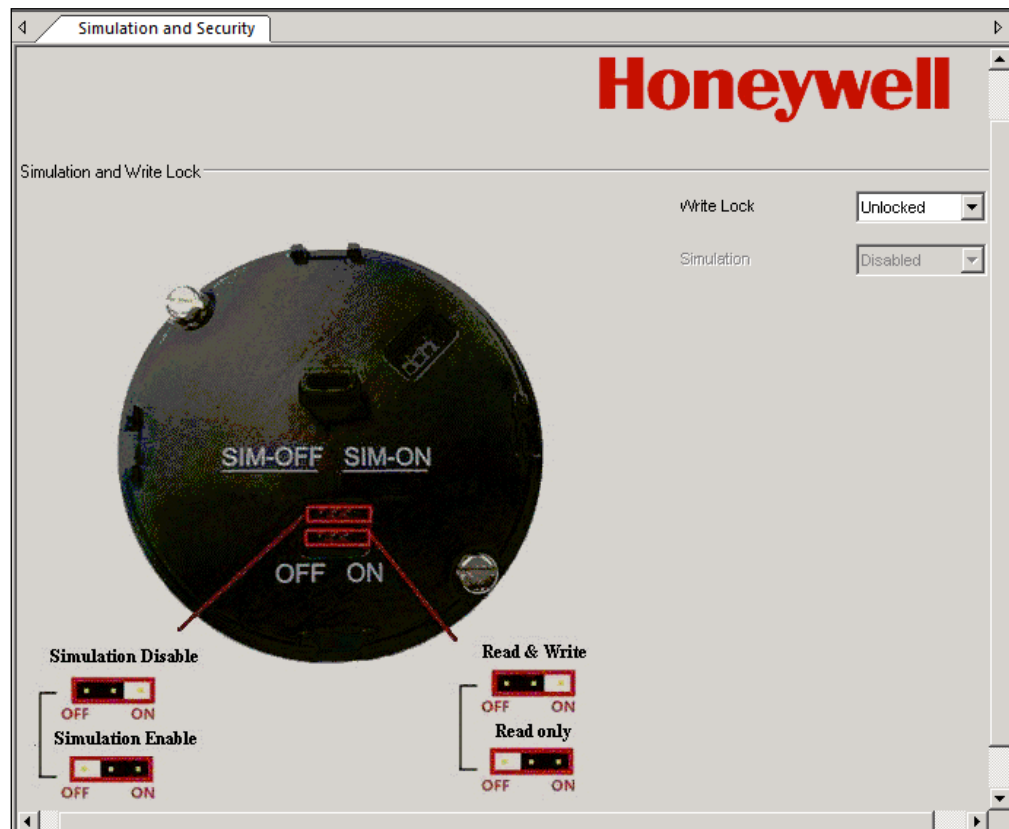 Simulation and Security
Honeywell
Simulation and Write Lock
Write Lock
Unlocked
Simulation
Disabled
SIM-OFF SIM-ON
OFF ON
Simulation Disable
OFF ON
Simulation Enable
OFF ON
Read & Write
OFF ON
Read only
OFF ON